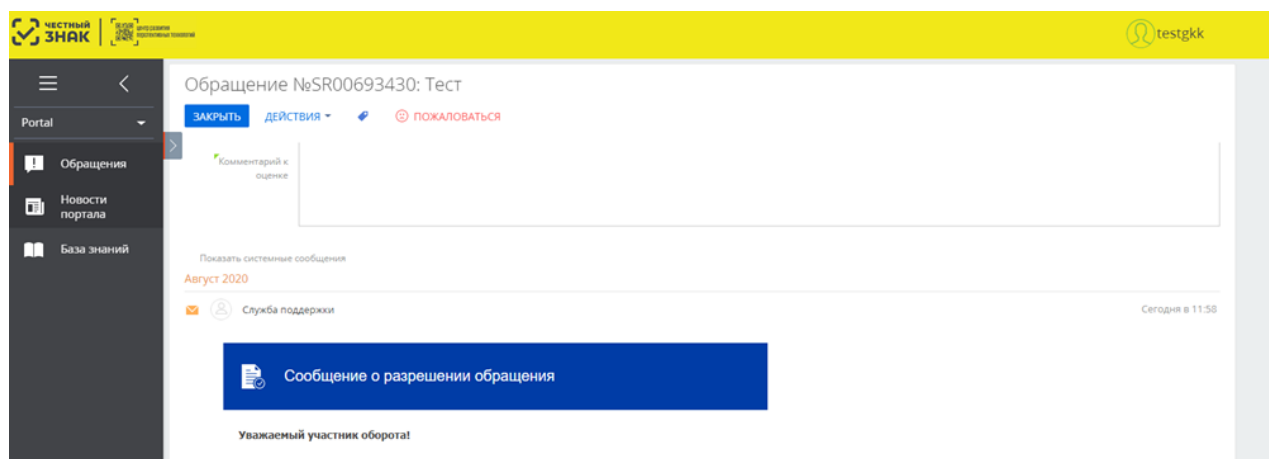 ЧЕСТНЫЙ
ЗНАК
testgkk
Portal
Обращения
Новости
портала
База знаний
Обращение №SR00693430: Тест
ЗАКРЫТЬ ДЕЙСТВИЯ ПОЖАЛОВАТЬСЯ
Комментарий к
оценке
Показать системные сообщения
Август 2020
Служба поддержки Сегодня в 11:58
Сообщение о разрешении обращения
Уважаемый участник оборота!